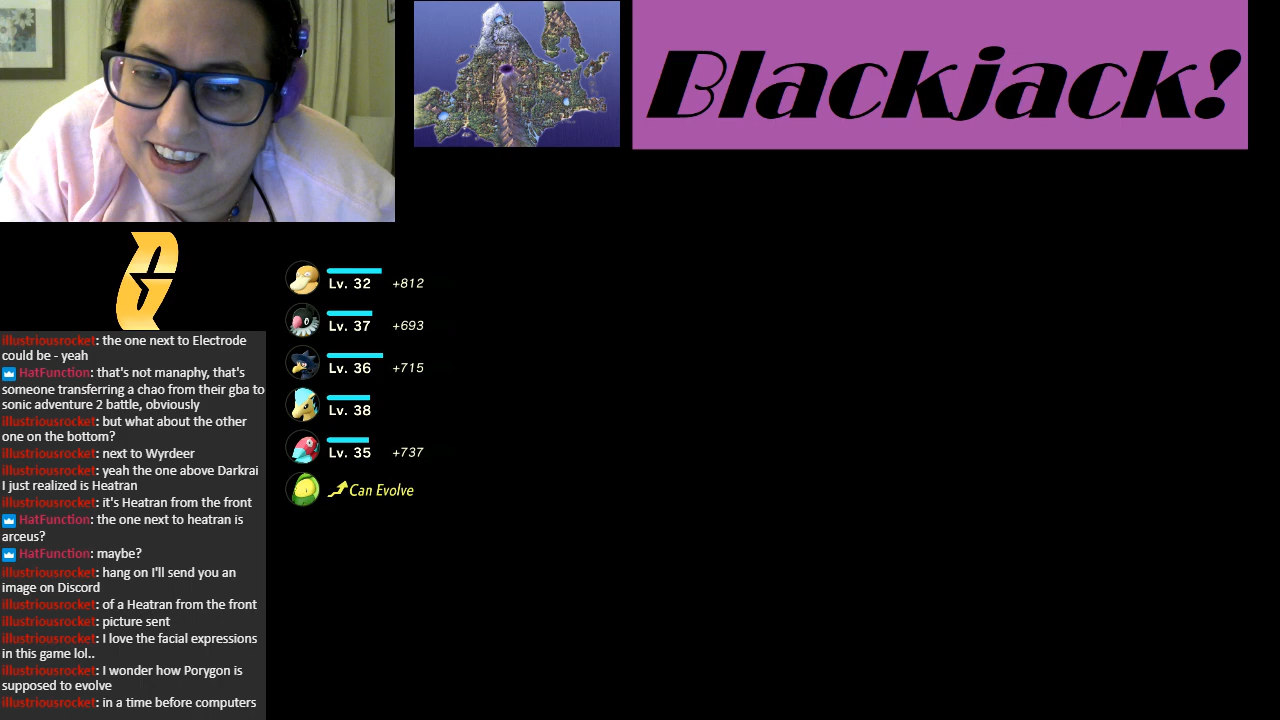 Blackjack!
G
Lv. 32 +812
Lv. 37 +693
Lv. 36 +715
Lv. 38
Lv. 35 +737
Can Evolve
illustriousrocket: the one next to Electrode
could be - yeah
HatFunction: that's not manaphy, that's
someone transferring a chao from their gba to
sonic adventure 2 battle, obviously
illustriousrocket: but what about the other
one on the bottom?
illustriousrocket: next to Wyrdeer
illustriousrocket: yeah the one above Darkrai
I just realized is Heatran
illustriousrocket: it's Heatran from the front
HatFunction: the one next to heatran is
arceus?
HatFunction: maybe?
illustriousrocket: hang on I'll send you an
image on Discord
illustriousrocket: of a Heatran from the front
illustriousrocket: picture sent
illustriousrocket: I love the facial expressions
in this game lol..
illustriousrocket: I wonder how Porygon is
supposed to evolve
illustriousrocket: in a time before computers